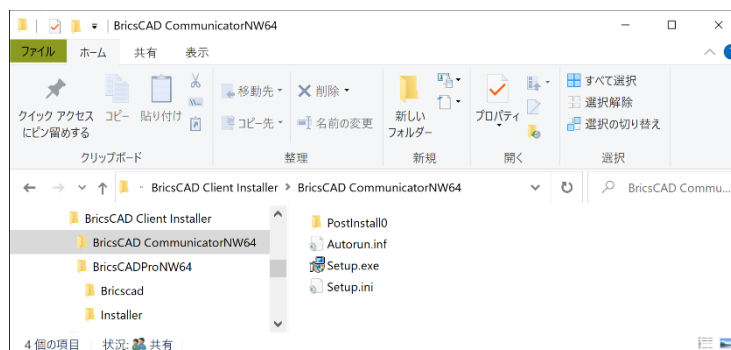 BricsCAD CommunicatorNW64
ファイル ホーム 共有 表示
クイック アクセスにピン留めする
コピー
貼り付け
移動先
コピー先
削除
名前の変更
新しいフォルダー
プロパティ
すべて選択
選択解除
選択の切り替え
クリップボード 整理 新規 開く 選択
BricsCAD Client Installer BricsCAD CommunicatorNW64 BricsCAD Commu...
BricsCAD Client Installer
BricsCAD CommunicatorNW64
BricsCADProNW64
Bricscad
Installer
PostInstall0
Autorun.inf
Setup.exe
Setup.ini
4 個の項目 状況: 共有